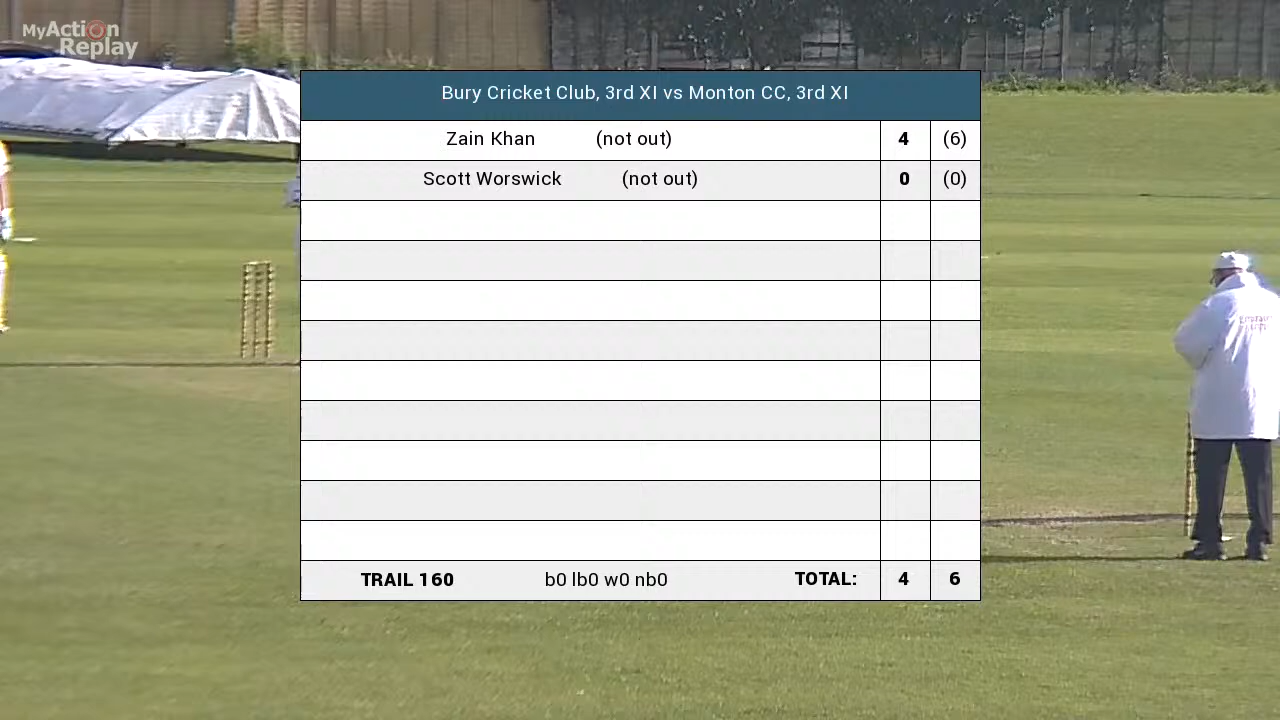 MyAction
Replay
Bury Cricket Club, 3rd XI vs Monton CC, 3rd XI
Zain Khan (not out) 4 (6)
Scott Worswick (not out) 0 (0)
TRAIL 160 b0 lb0 w0 nb0 TOTAL: 4 6